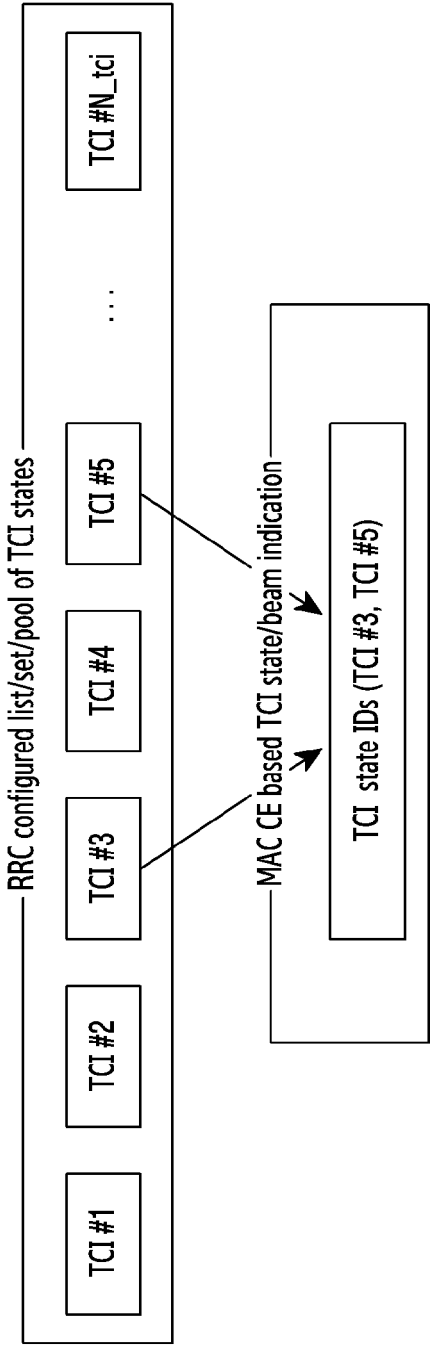 RRC configured list/set/pool of TCI states
TCI #1
TCI #2
TCI #3
TCI #4
TCI #5
...
TCI #N_tci
MAC CE based TCI state/beam indication
TCI state IDs (TCI #3, TCI #5)